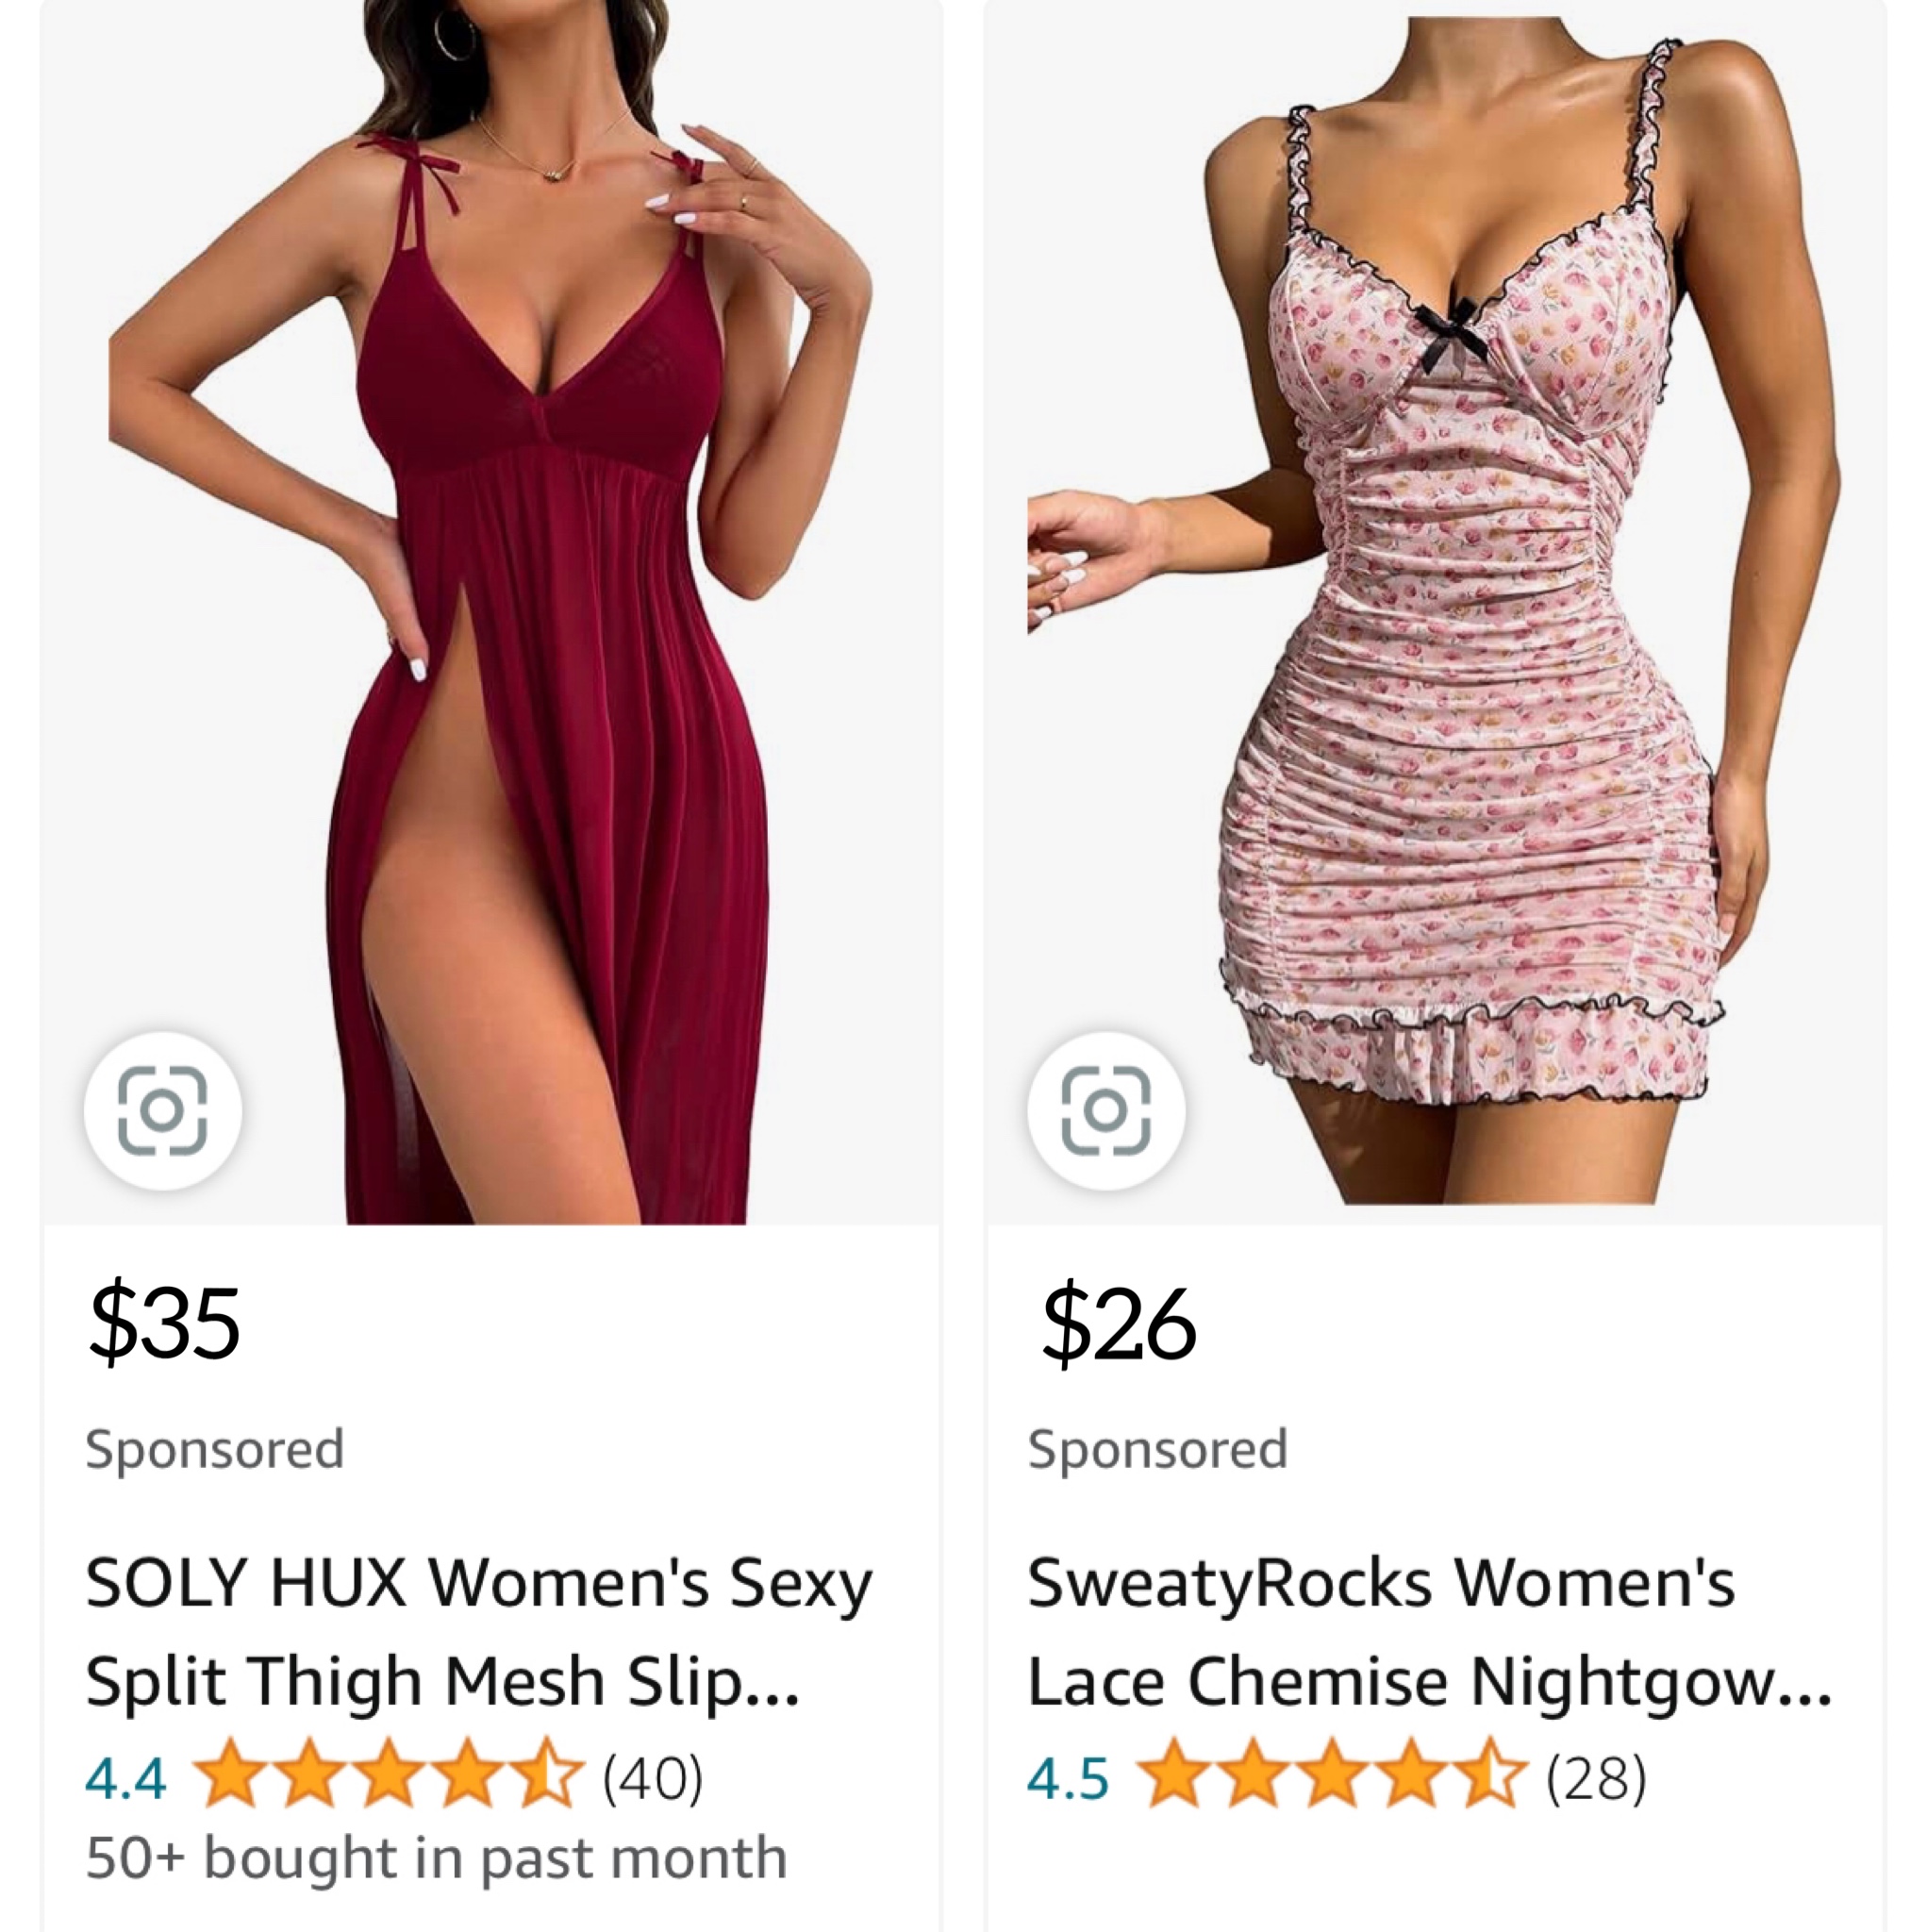 $35
Sponsored
SOLY HUX Women's Sexy
Split Thigh Mesh Slip...
4.4 (40)
50+ bought in past month
$26
Sponsored
SweatyRocks Women's
Lace Chemise Nightgow...
4.5 (28)